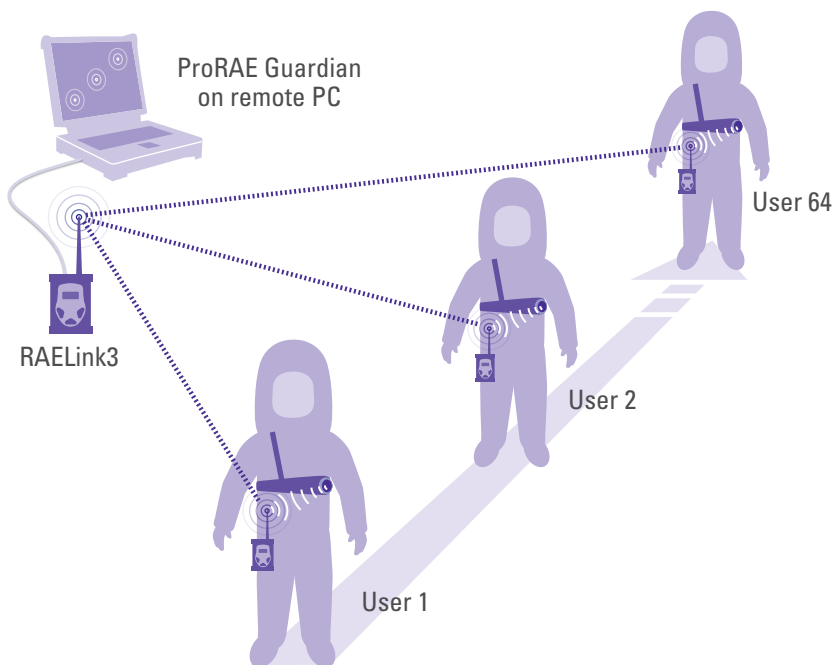 ProRAE Guardian
on remote PC
User 64
RAELink3
User 2
User 1